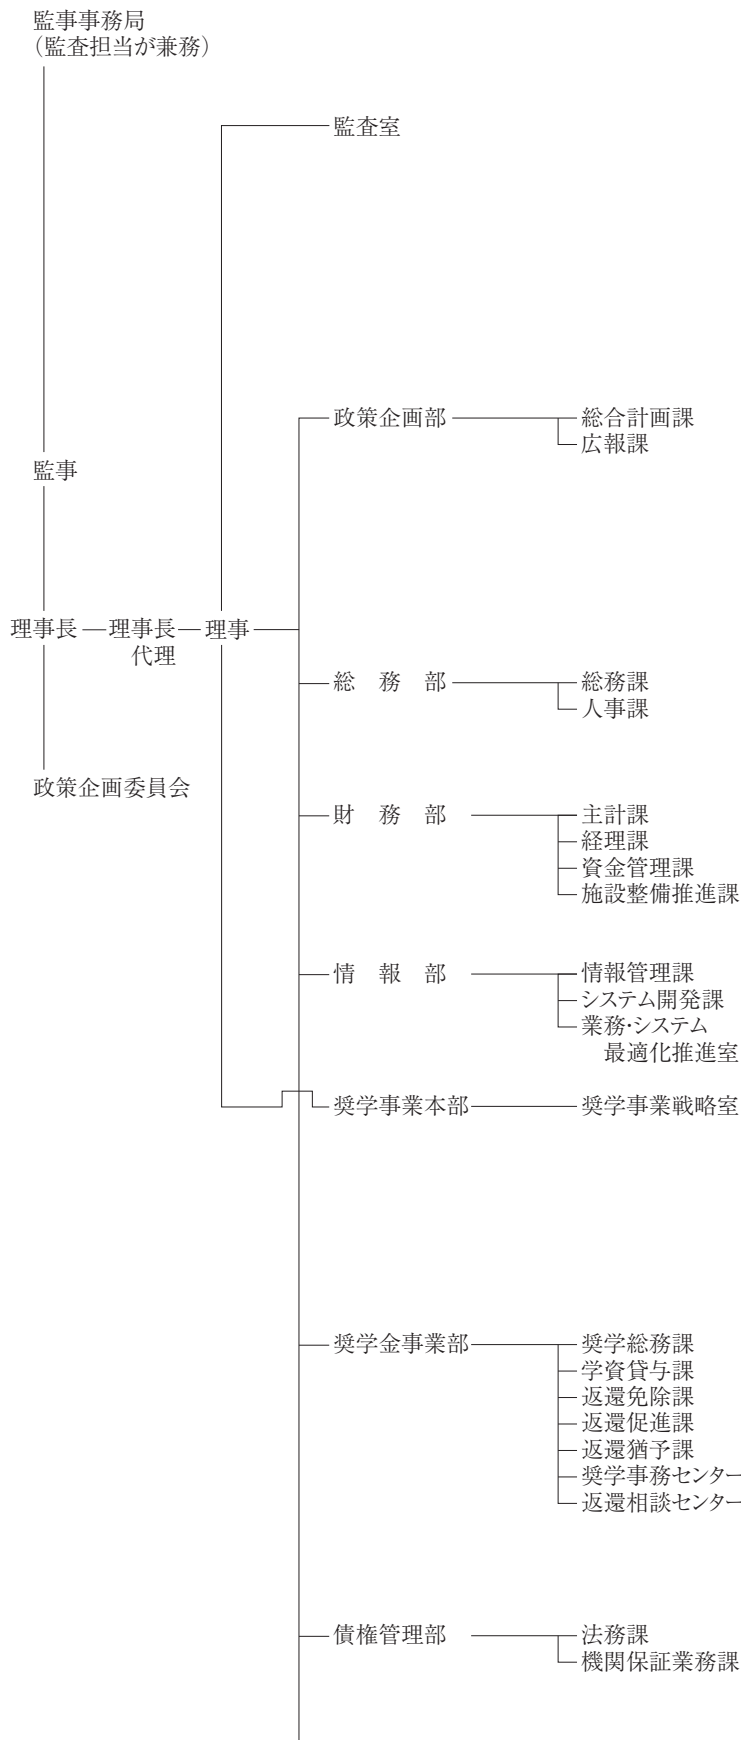 監事事務局
（監査担当が兼務）
監査室
政策企画部
総合計画課
広報課
監事
理事長
理事長
代理
理事
総　務　部
総務課
人事課
政策企画委員会
財　務　部
主計課
経理課
資金管理課
施設整備推進課
情　報　部
情報管理課
システム開発課
業務・システム
最適化推進室
奨学事業本部
奨学事業戦略室
奨学金事業部
奨学総務課
学資貸与課
返還免除課
返還促進課
返還猶予課
奨学事務センター
返還相談センター
債権管理部
法務課
機関保証業務課